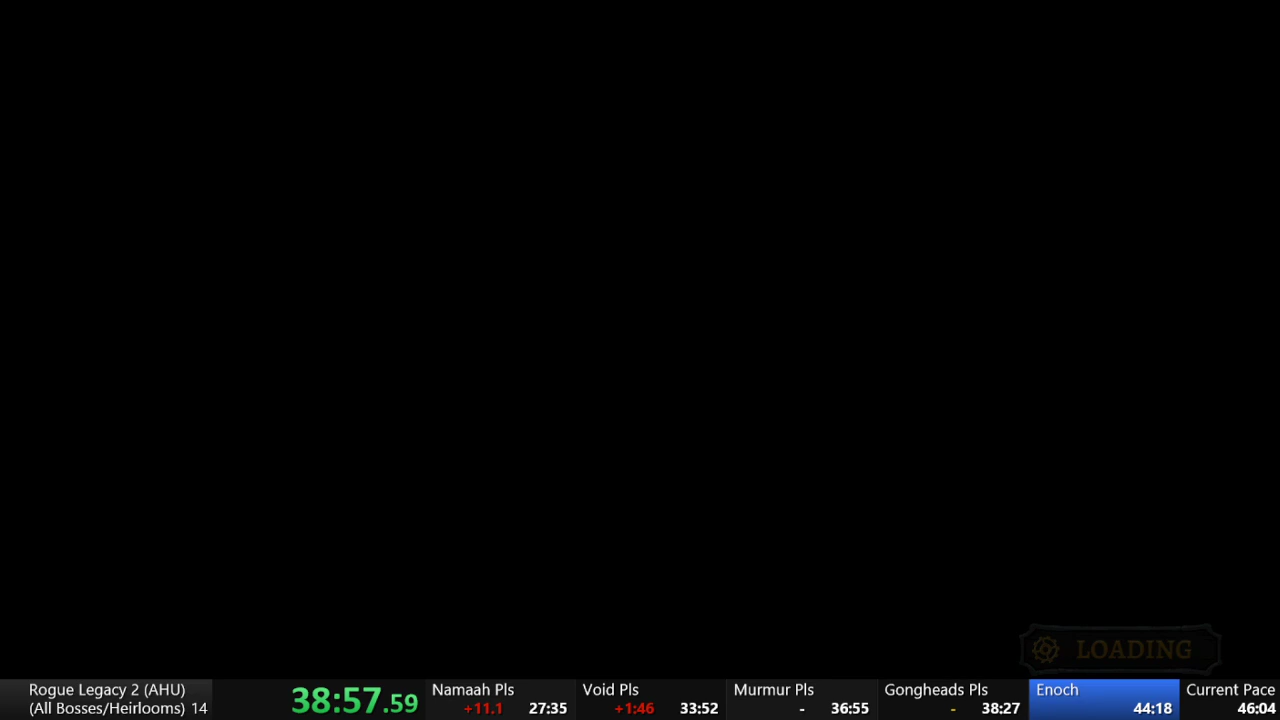 LOADING
Rogue Legacy 2 (AHU)
(All Bosses/Heirlooms) 14
38:57.59
Namaah Pls
+11.1 27:35
Void Pls
+1:46 33:52
Murmur Pls
- 36:55
Gongheads Pls
- 38:27
Enoch
44:18
Current Pace
46:04